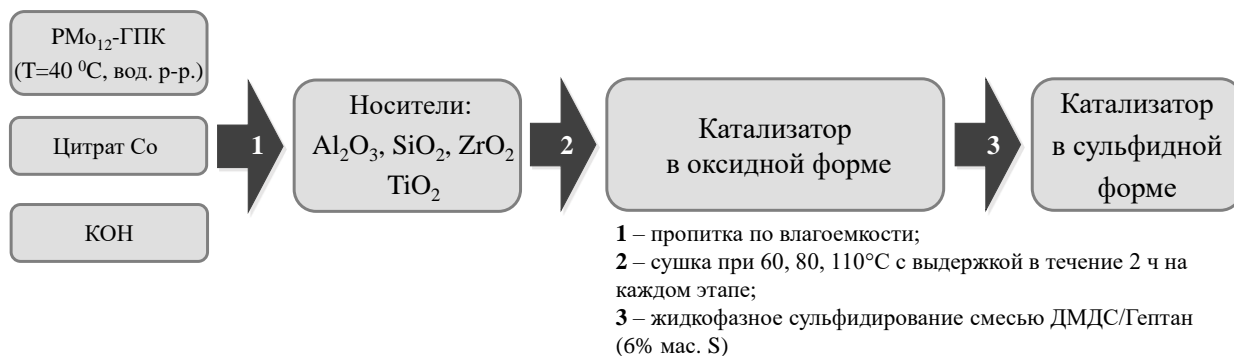 PMo₁₂-ГПК
(T=40 ⁰C, вод. р-р.)
Цитрат Co
KOH
1
Носители:
Al₂O₃, SiO₂, ZrO₂
TiO₂
2
Катализатор
в оксидной форме
3
Катализатор
в сульфидной
форме
1 – пропитка по влагоемкости;
2 – сушка при 60, 80, 110°C с выдержкой в течение 2 ч на
каждом этапе;
3 – жидкофазное сульфидирование смесью ДМДС/Гептан
(6% мас. S)